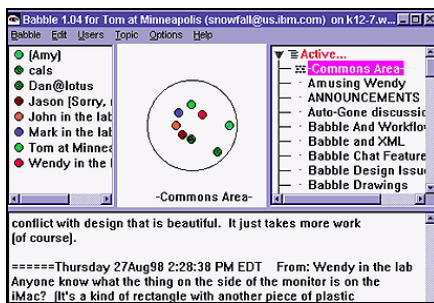 Babble 1.04 for Tom at Minneapolis (snowfall@us.ibm.com) on k12-7.w...
Babble Edit Users Topic Options Help
(Amy)
cals
Dan@lotus
Jason [Sorry,
John in the lab
Mark in the lab
Tom at Minnea
Wendy in the l
-Commons Area-
Active...
-Commons Area-
Amusing Wendy
ANNOUNCEMENTS
Auto-Gone discussio
Babble And Workflo
Babble and XML
Babble Chat Feature
Babble Design Issue
Babble Drawings
conflict with design that is beautiful. It just takes more work
(of course).
======Thursday 27Aug98 2:28:38 PM EDT From: Wendy in the lab
Anyone know what the thing on the side of the monitor is on the
iMac? (It's a kind of rectangle with another piece of plastic